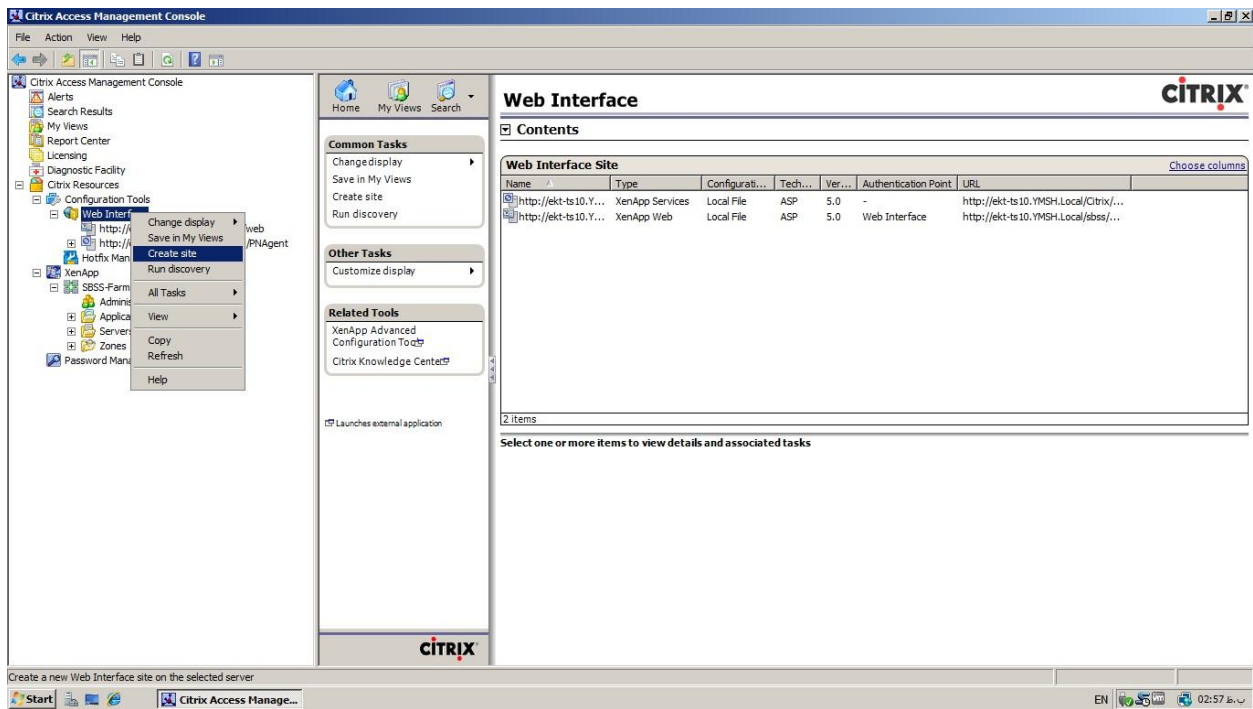 Citrix Access Management Console
File Action View Help
Citrix Access Management Console
Alerts
Search Results
My Views
Report Center
Licensing
Diagnostic Facility
Citrix Resources
Configuration Tools
Web Interf
http:// web
http:// /PNAgent
Hotfix Man
XenApp
SBSS-Farm
Adminis
Applica
Server
Zones
Password Mana
Change display
Save in My Views
Create site
Run discovery
All Tasks
View
Copy
Refresh
Help
Home My Views Search
Common Tasks
Change display
Save in My Views
Create site
Run discovery
Other Tasks
Customize display
Related Tools
XenApp Advanced
Configuration Tool
Citrix Knowledge Center
Launches external application
CITRIX
Web Interface
CITRIX
Contents
Web Interface Site Choose columns
Name Type Configurati... Tech... Ver... Authentication Point URL
http://ekt-ts10.Y... XenApp Services Local File ASP 5.0 - http://ekt-ts10.YMSH.Local/Citrix/...
http://ekt-ts10.Y... XenApp Web Local File ASP 5.0 Web Interface http://ekt-ts10.YMSH.Local/sbss/...
2 items
Select one or more items to view details and associated tasks
Create a new Web Interface site on the selected server
Start Citrix Access Manage... EN 02:57 ب.ظ